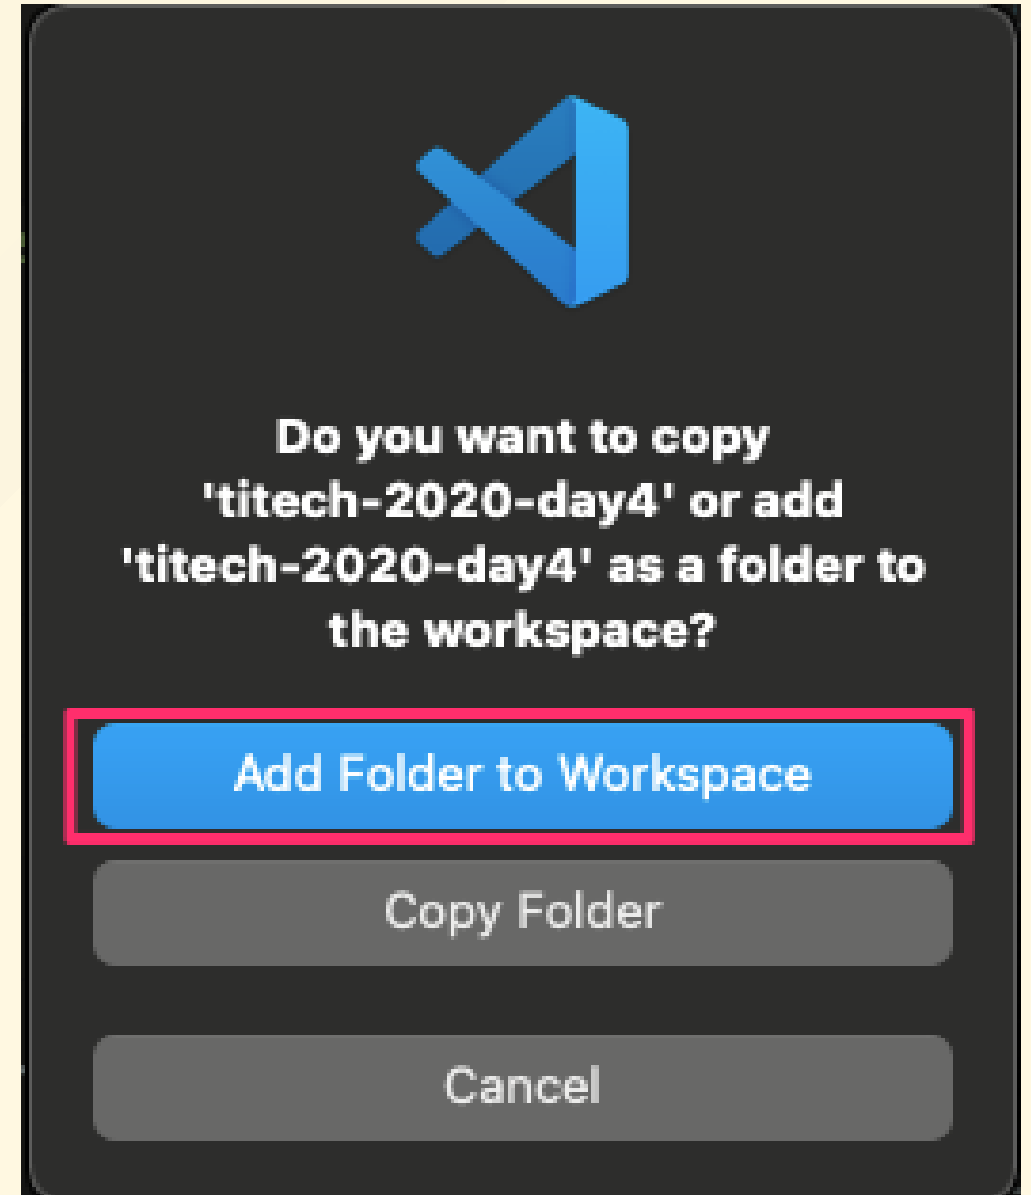 Do you want to copy
'titech-2020-day4' or add
'titech-2020-day4' as a folder to
the workspace?
Add Folder to Workspace
Copy Folder
Cancel